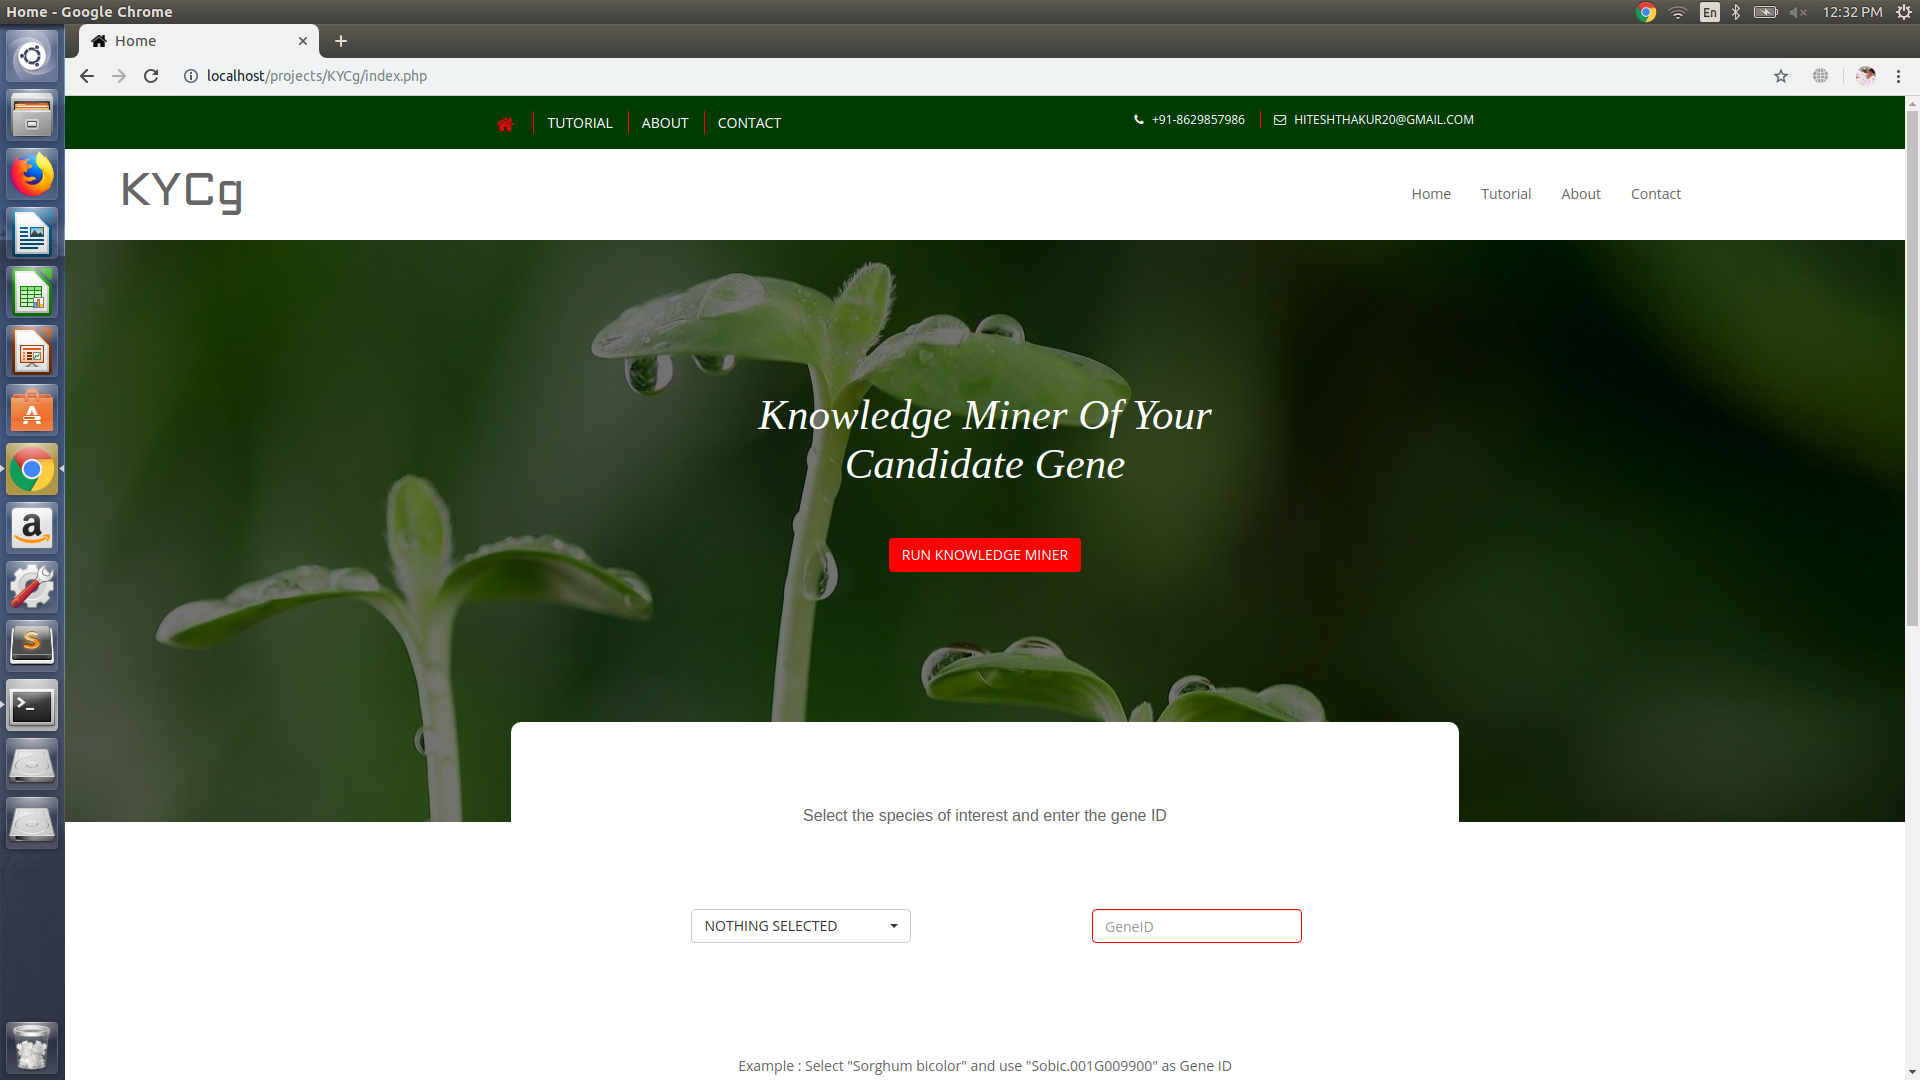 Home - Google Chrome
En
12:32 PM
Home
localhost/projects/KYCg/index.php
TUTORIAL
ABOUT
CONTACT
+91-8629857986
HITESHTHAKUR20@GMAIL.COM
KYCg
Home
Tutorial
About
Contact
Knowledge Miner Of Your
Candidate Gene
RUN KNOWLEDGE MINER
Select the species of interest and enter the gene ID
NOTHING SELECTED
GeneID
Example : Select "Sorghum bicolor" and use "Sobic.001G009900" as Gene ID